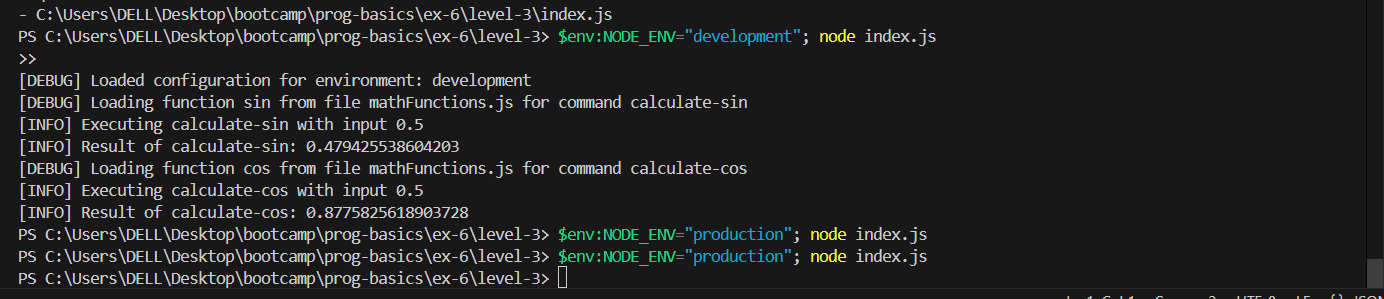 - C:\Users\DELL\Desktop\bootcamp\prog-basics\ex-6\level-3\index.js
PS C:\Users\DELL\Desktop\bootcamp\prog-basics\ex-6\level-3> $env:NODE_ENV="development"; node index.js
>>
[DEBUG] Loaded configuration for environment: development
[DEBUG] Loading function sin from file mathFunctions.js for command calculate-sin
[INFO] Executing calculate-sin with input 0.5
[INFO] Result of calculate-sin: 0.479425538604203
[DEBUG] Loading function cos from file mathFunctions.js for command calculate-cos
[INFO] Executing calculate-cos with input 0.5
[INFO] Result of calculate-cos: 0.8775825618903728
PS C:\Users\DELL\Desktop\bootcamp\prog-basics\ex-6\level-3> $env:NODE_ENV="production"; node index.js
PS C:\Users\DELL\Desktop\bootcamp\prog-basics\ex-6\level-3> $env:NODE_ENV="production"; node index.js
PS C:\Users\DELL\Desktop\bootcamp\prog-basics\ex-6\level-3>